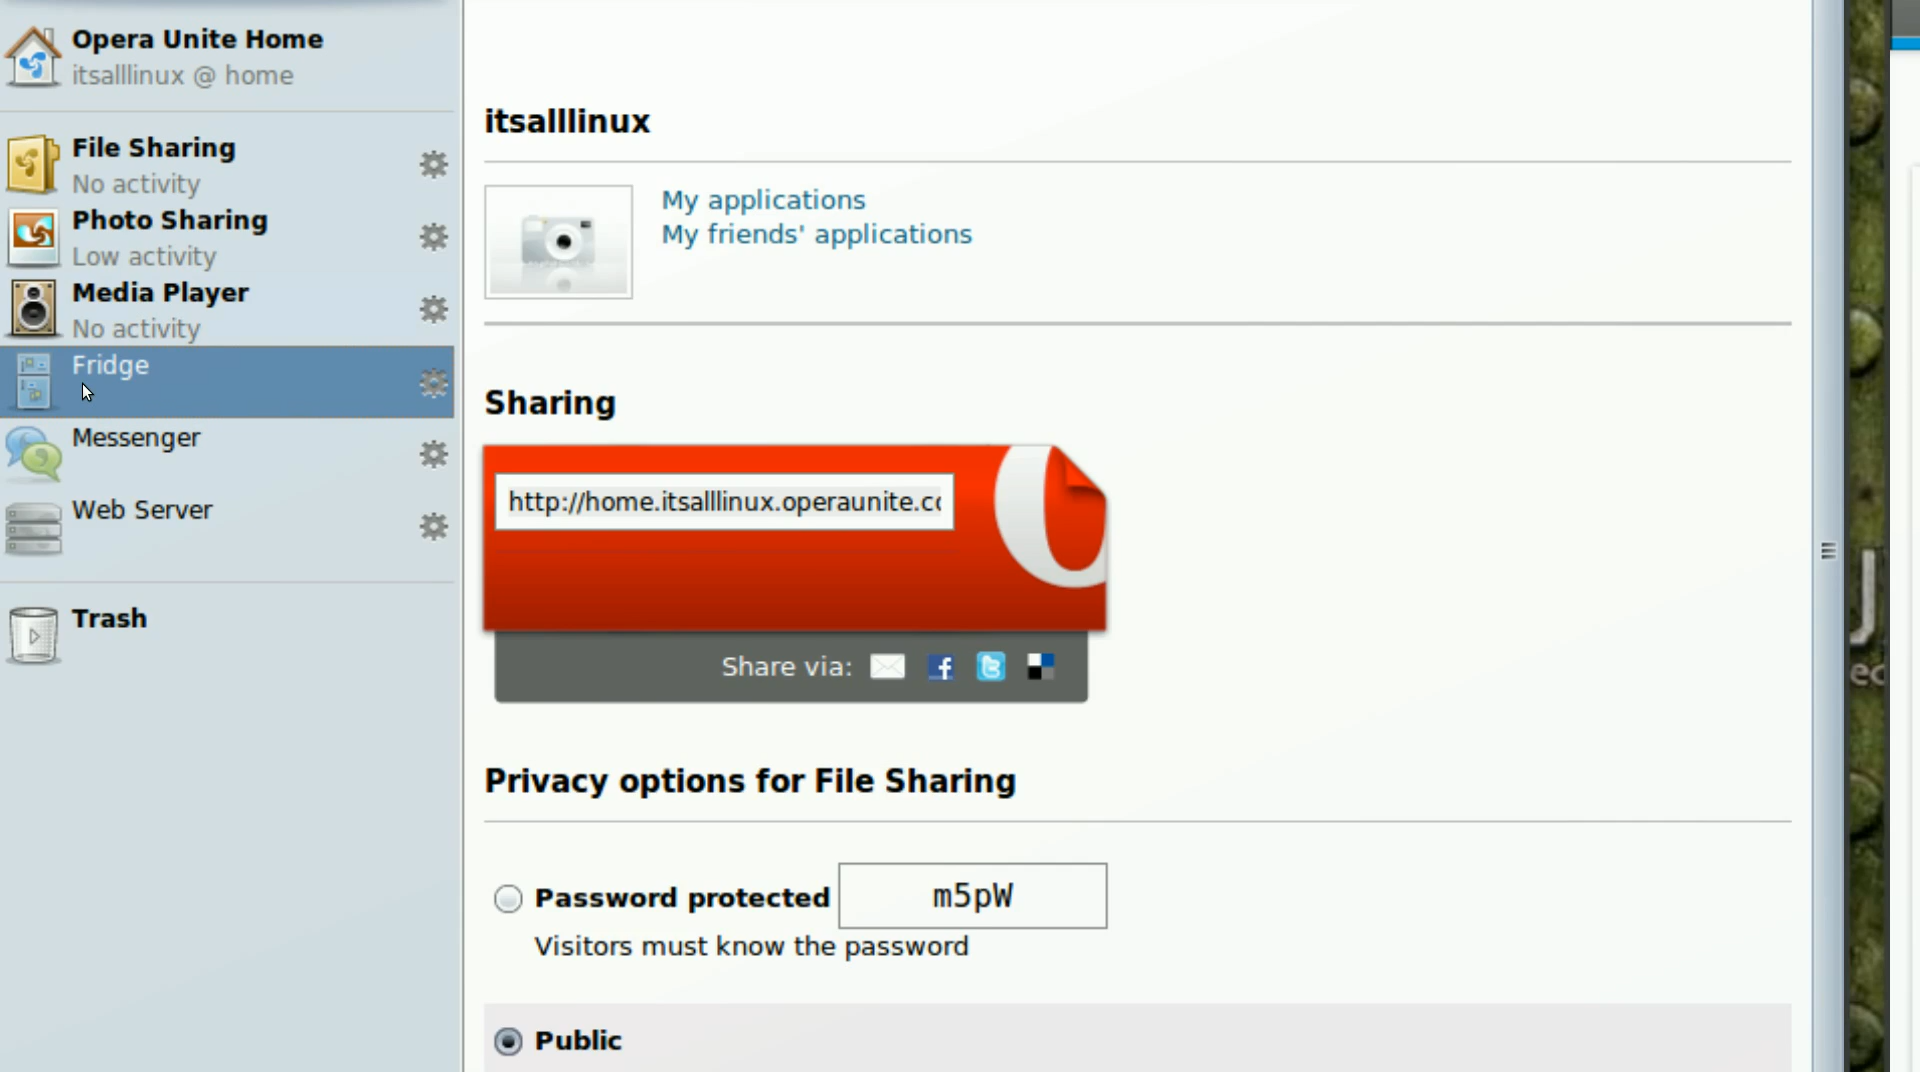 Opera Unite Home
itsalllinux @ home
File Sharing
No activity
Photo Sharing
Low activity
Media Player
No activity
Fridge
Messenger
Web Server
Trash
itsalllinux
My applications
My friends' applications
Sharing
http://home.itsalllinux.operaunite.co
Share via:
Privacy options for File Sharing
Password protected
m5pW
Visitors must know the password
Public